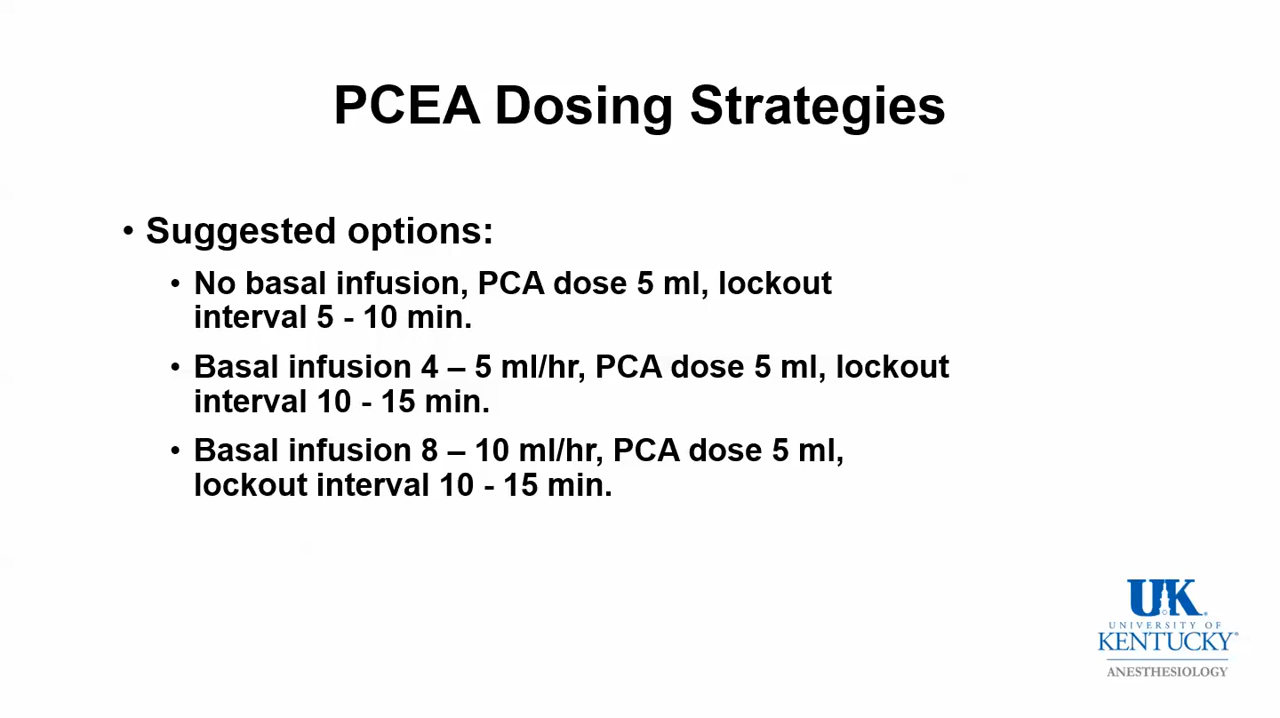 PCEA Dosing Strategies
• Suggested options:
• No basal infusion, PCA dose 5 ml, lockout
interval 5 - 10 min.
• Basal infusion 4 – 5 ml/hr, PCA dose 5 ml, lockout
interval 10 - 15 min.
• Basal infusion 8 – 10 ml/hr, PCA dose 5 ml,
lockout interval 10 - 15 min.
UK
UNIVERSITY OF
KENTUCKY®
ANESTHESIOLOGY